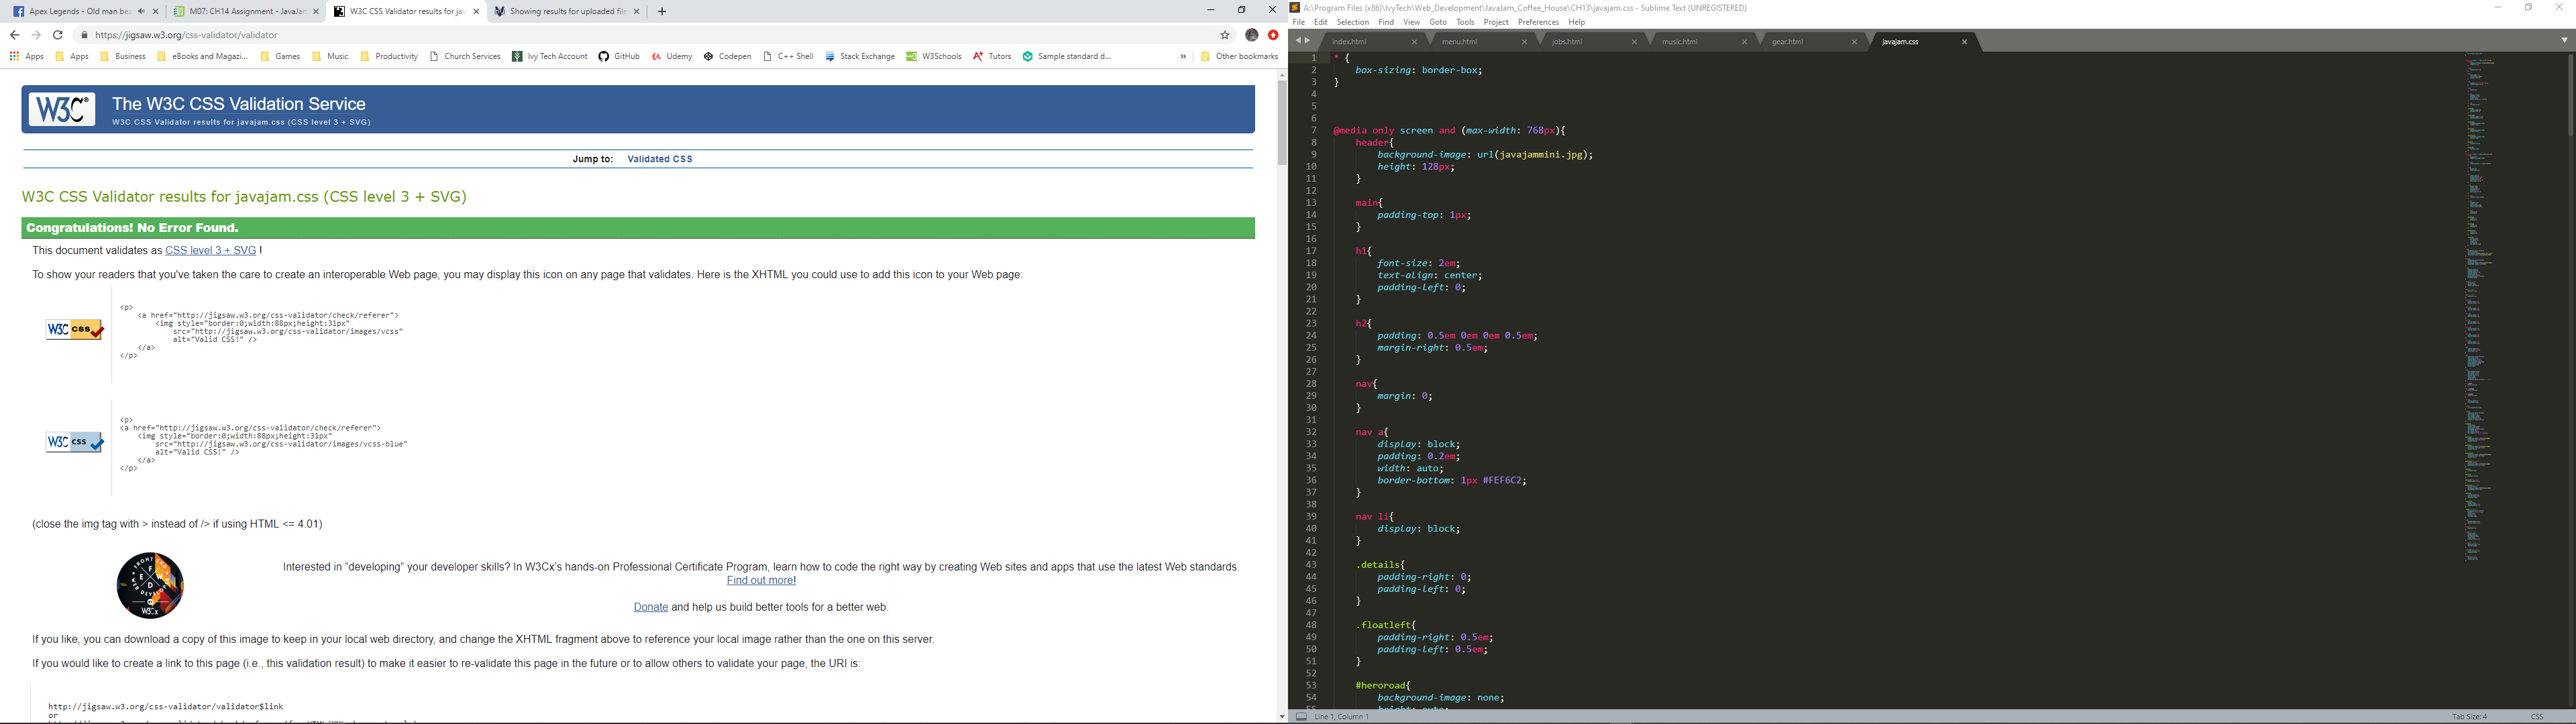 Apex Legends - Old man bea
M07: CH14 Assignment - JavaJam
W3C CSS Validator results for jav
Showing results for uploaded file
https://jigsaw.w3.org/css-validator/validator
Apps
Apps
Business
eBooks and Magazi...
Games
Music
Productivity
Church Services
Ivy Tech Account
GitHub
Udemy
Codepen
C++ Shell
Stack Exchange
W3Schools
Tutors
Sample standard d...
»
Other bookmarks
W3C®
The W3C CSS Validation Service
W3C CSS Validator results for javajam.css (CSS level 3 + SVG)
Jump to: Validated CSS
W3C CSS Validator results for javajam.css (CSS level 3 + SVG)
Congratulations! No Error Found.
This document validates as CSS level 3 + SVG !
To show your readers that you've taken the care to create an interoperable Web page, you may display this icon on any page that validates. Here is the XHTML you could use to add this icon to your Web page:
W3C css
<p>
<a href="http://jigsaw.w3.org/css-validator/check/referer">
<img style="border:0;width:88px;height:31px"
src="http://jigsaw.w3.org/css-validator/images/vcss"
alt="Valid CSS!" />
</a>
</p>
W3C css
<p>
<a href="http://jigsaw.w3.org/css-validator/check/referer">
<img style="border:0;width:88px;height:31px"
src="http://jigsaw.w3.org/css-validator/images/vcss-blue"
alt="Valid CSS!" />
</a>
</p>
(close the img tag with > instead of /> if using HTML <= 4.01)
W3Cx
Interested in "developing" your developer skills? In W3Cx's hands-on Professional Certificate Program, learn how to code the right way by creating Web sites and apps that use the latest Web standards.
Find out more!
Donate and help us build better tools for a better web.
If you like, you can download a copy of this image to keep in your local web directory, and change the XHTML fragment above to reference your local image rather than the one on this server.
If you would like to create a link to this page (i.e., this validation result) to make it easier to re-validate this page in the future or to allow others to validate your page, the URI is:
http://jigsaw.w3.org/css-validator/validator$link
or
A:\Program Files (x86)\IvyTech\Web_Development\JavaJam_Coffee_House\CH13\javajam.css - Sublime Text (UNREGISTERED)
File Edit Selection Find View Goto Tools Project Preferences Help
index.html
menu.html
jobs.html
music.html
gear.html
javajam.css
1 * {
2 box-sizing: border-box;
3 }
4
5
6
7 @media only screen and (max-width: 768px){
8 header{
9 background-image: url(javajammini.jpg);
10 height: 128px;
11 }
12
13 main{
14 padding-top: 1px;
15 }
16
17 h1{
18 font-size: 2em;
19 text-align: center;
20 padding-left: 0;
21 }
22
23 h2{
24 padding: 0.5em 0em 0em 0.5em;
25 margin-right: 0.5em;
26 }
27
28 nav{
29 margin: 0;
30 }
31
32 nav a{
33 display: block;
34 padding: 0.2em;
35 width: auto;
36 border-bottom: 1px #FEF6C2;
37 }
38
39 nav li{
40 display: block;
41 }
42
43 .details{
44 padding-right: 0;
45 padding-left: 0;
46 }
47
48 .floatleft{
49 padding-right: 0.5em;
50 padding-left: 0.5em;
51 }
52
53 #heroroad{
54 background-image: none;
Line 1, Column 1
Tab Size: 4
CSS